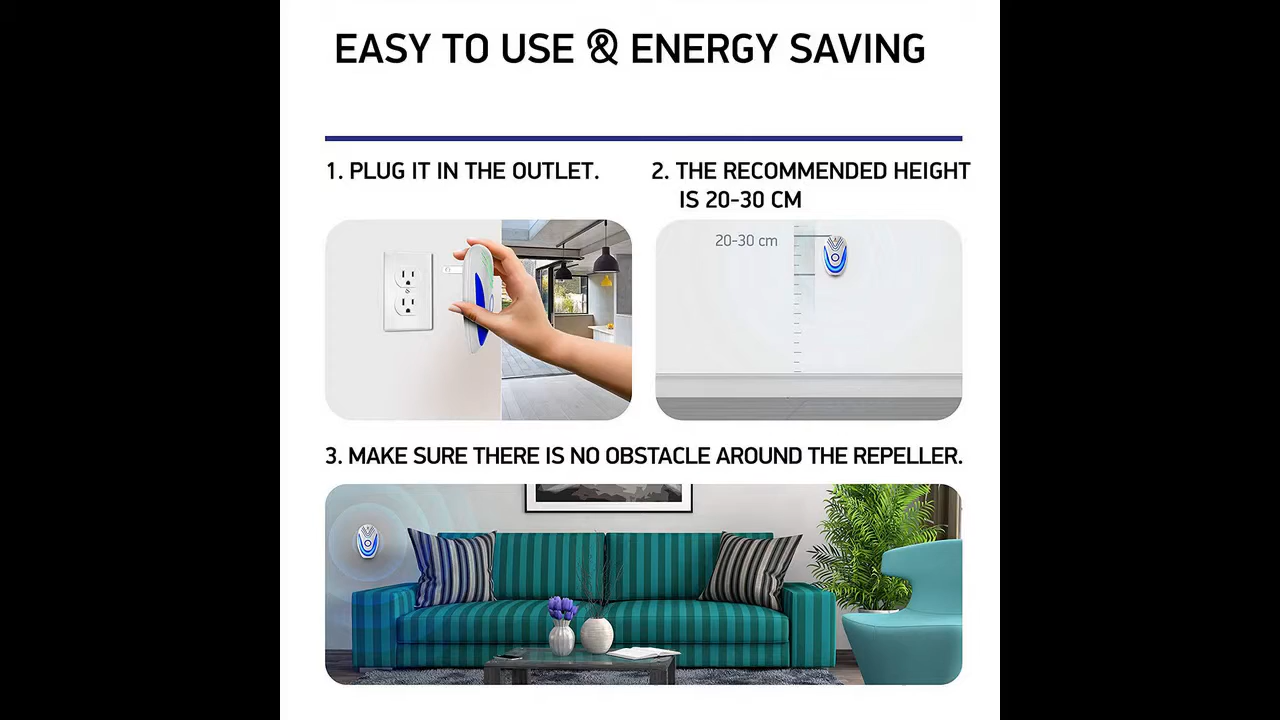 EASY TO USE & ENERGY SAVING
1. PLUG IT IN THE OUTLET.
2. THE RECOMMENDED HEIGHT
IS 20-30 CM
20-30 cm
3. MAKE SURE THERE IS NO OBSTACLE AROUND THE REPELLER.